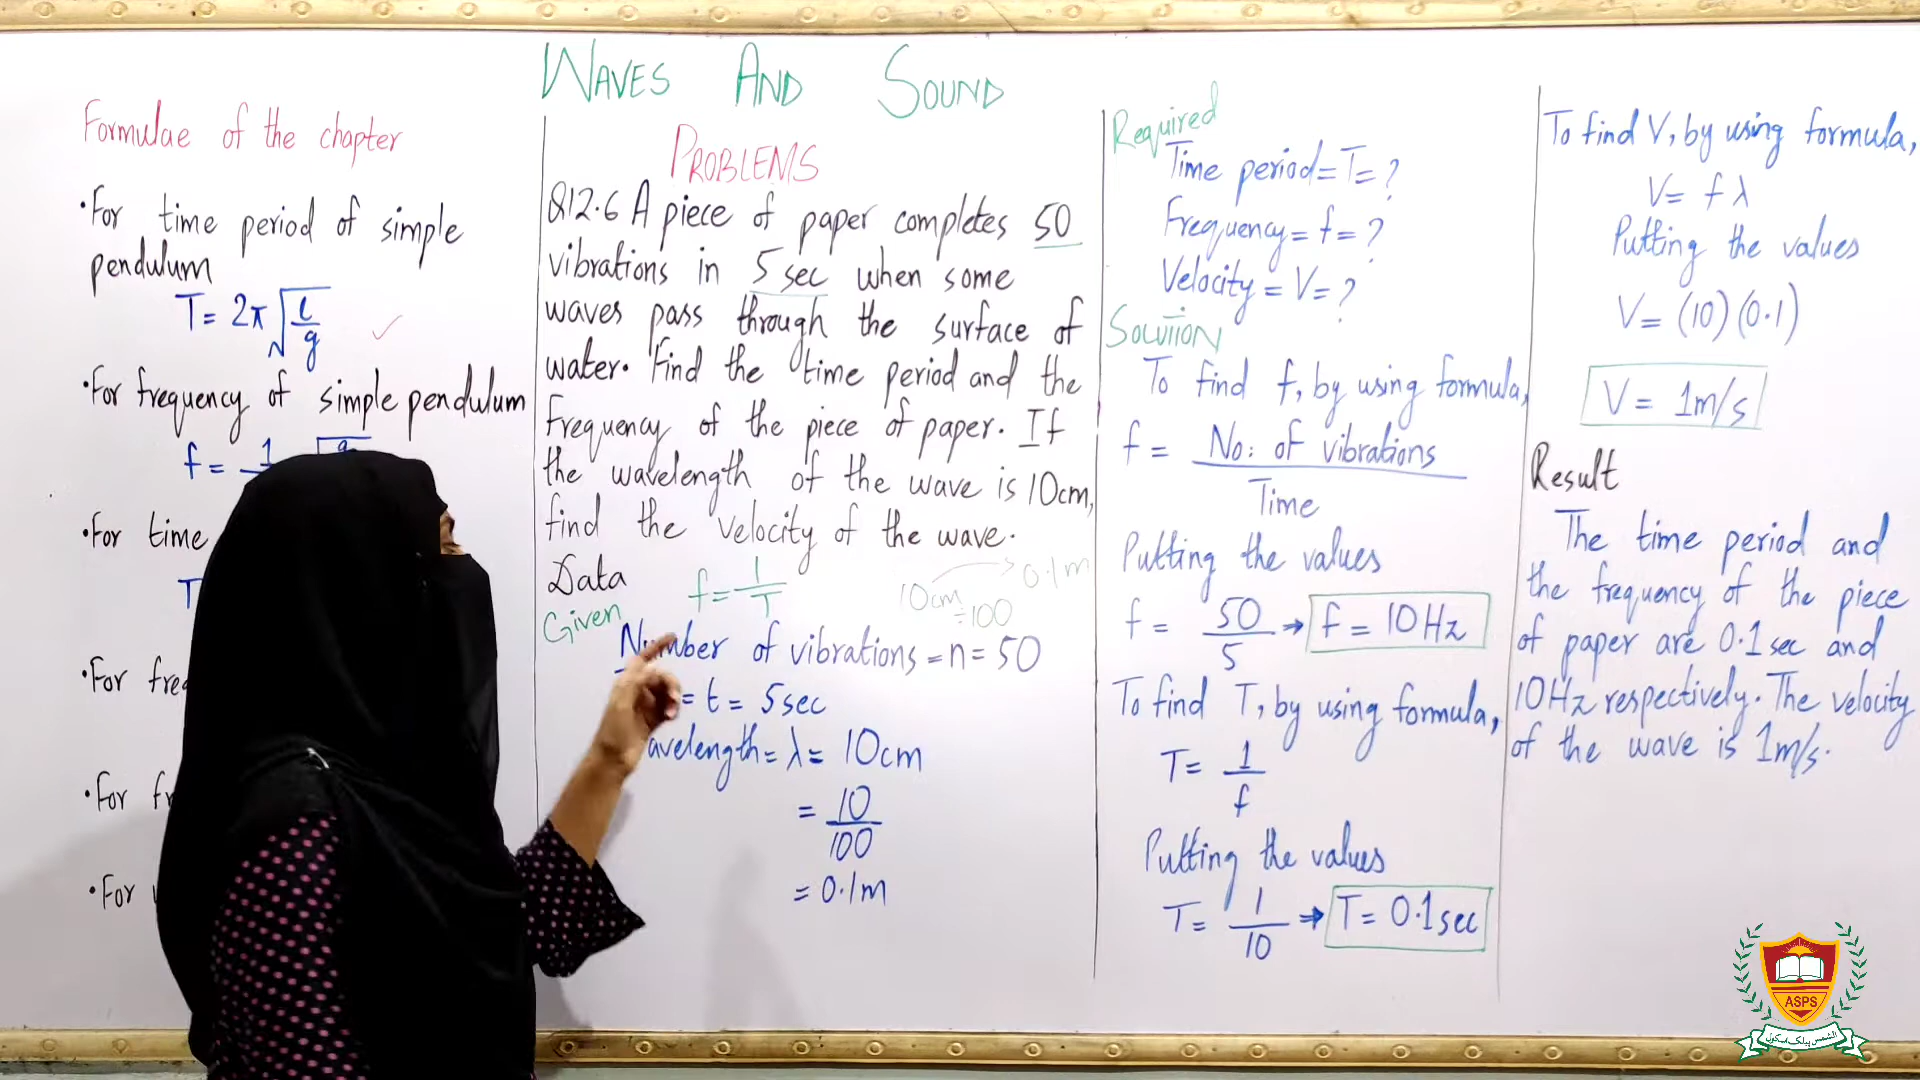 WAVES AND SOUND
Formulae of the chapter
•For time period of simple
pendulum
T= 2π√l/g
•For frequency of simple pendulum
f= 1
•For time
T
•For fre
•For fr
•For
PROBLEMS
Q12.6 A piece of paper completes 50
vibrations in 5 sec when some
waves pass through the surface of
water. Find the time period and the
frequency of the piece of paper. If
the wavelength of the wave is 10cm,
find the velocity of the wave.
Data
f= 1/T
10cm → 0.1m
÷100
Given
Number of vibrations = n = 50
= t = 5sec
avelength = λ = 10cm
= 10/100
= 0.1m
Required
Time period = T= ?
Frequency = f = ?
Velocity = V= ?
SOLUTION
To find f, by using formula,
f = No: of vibrations
Time
Putting the values
f = 50/5 → f = 10Hz
To find T, by using formula,
T= 1/f
Putting the values
T= 1/10 → T= 0.1sec
To find V, by using formula,
V= f λ
Putting the values
V= (10)(0.1)
V= 1m/s
Result
The time period and
the frequency of the piece
of paper are 0.1sec and
10Hz respectively. The velocity
of the wave is 1m/s.
ASPS
الشمس پبلک اسکول